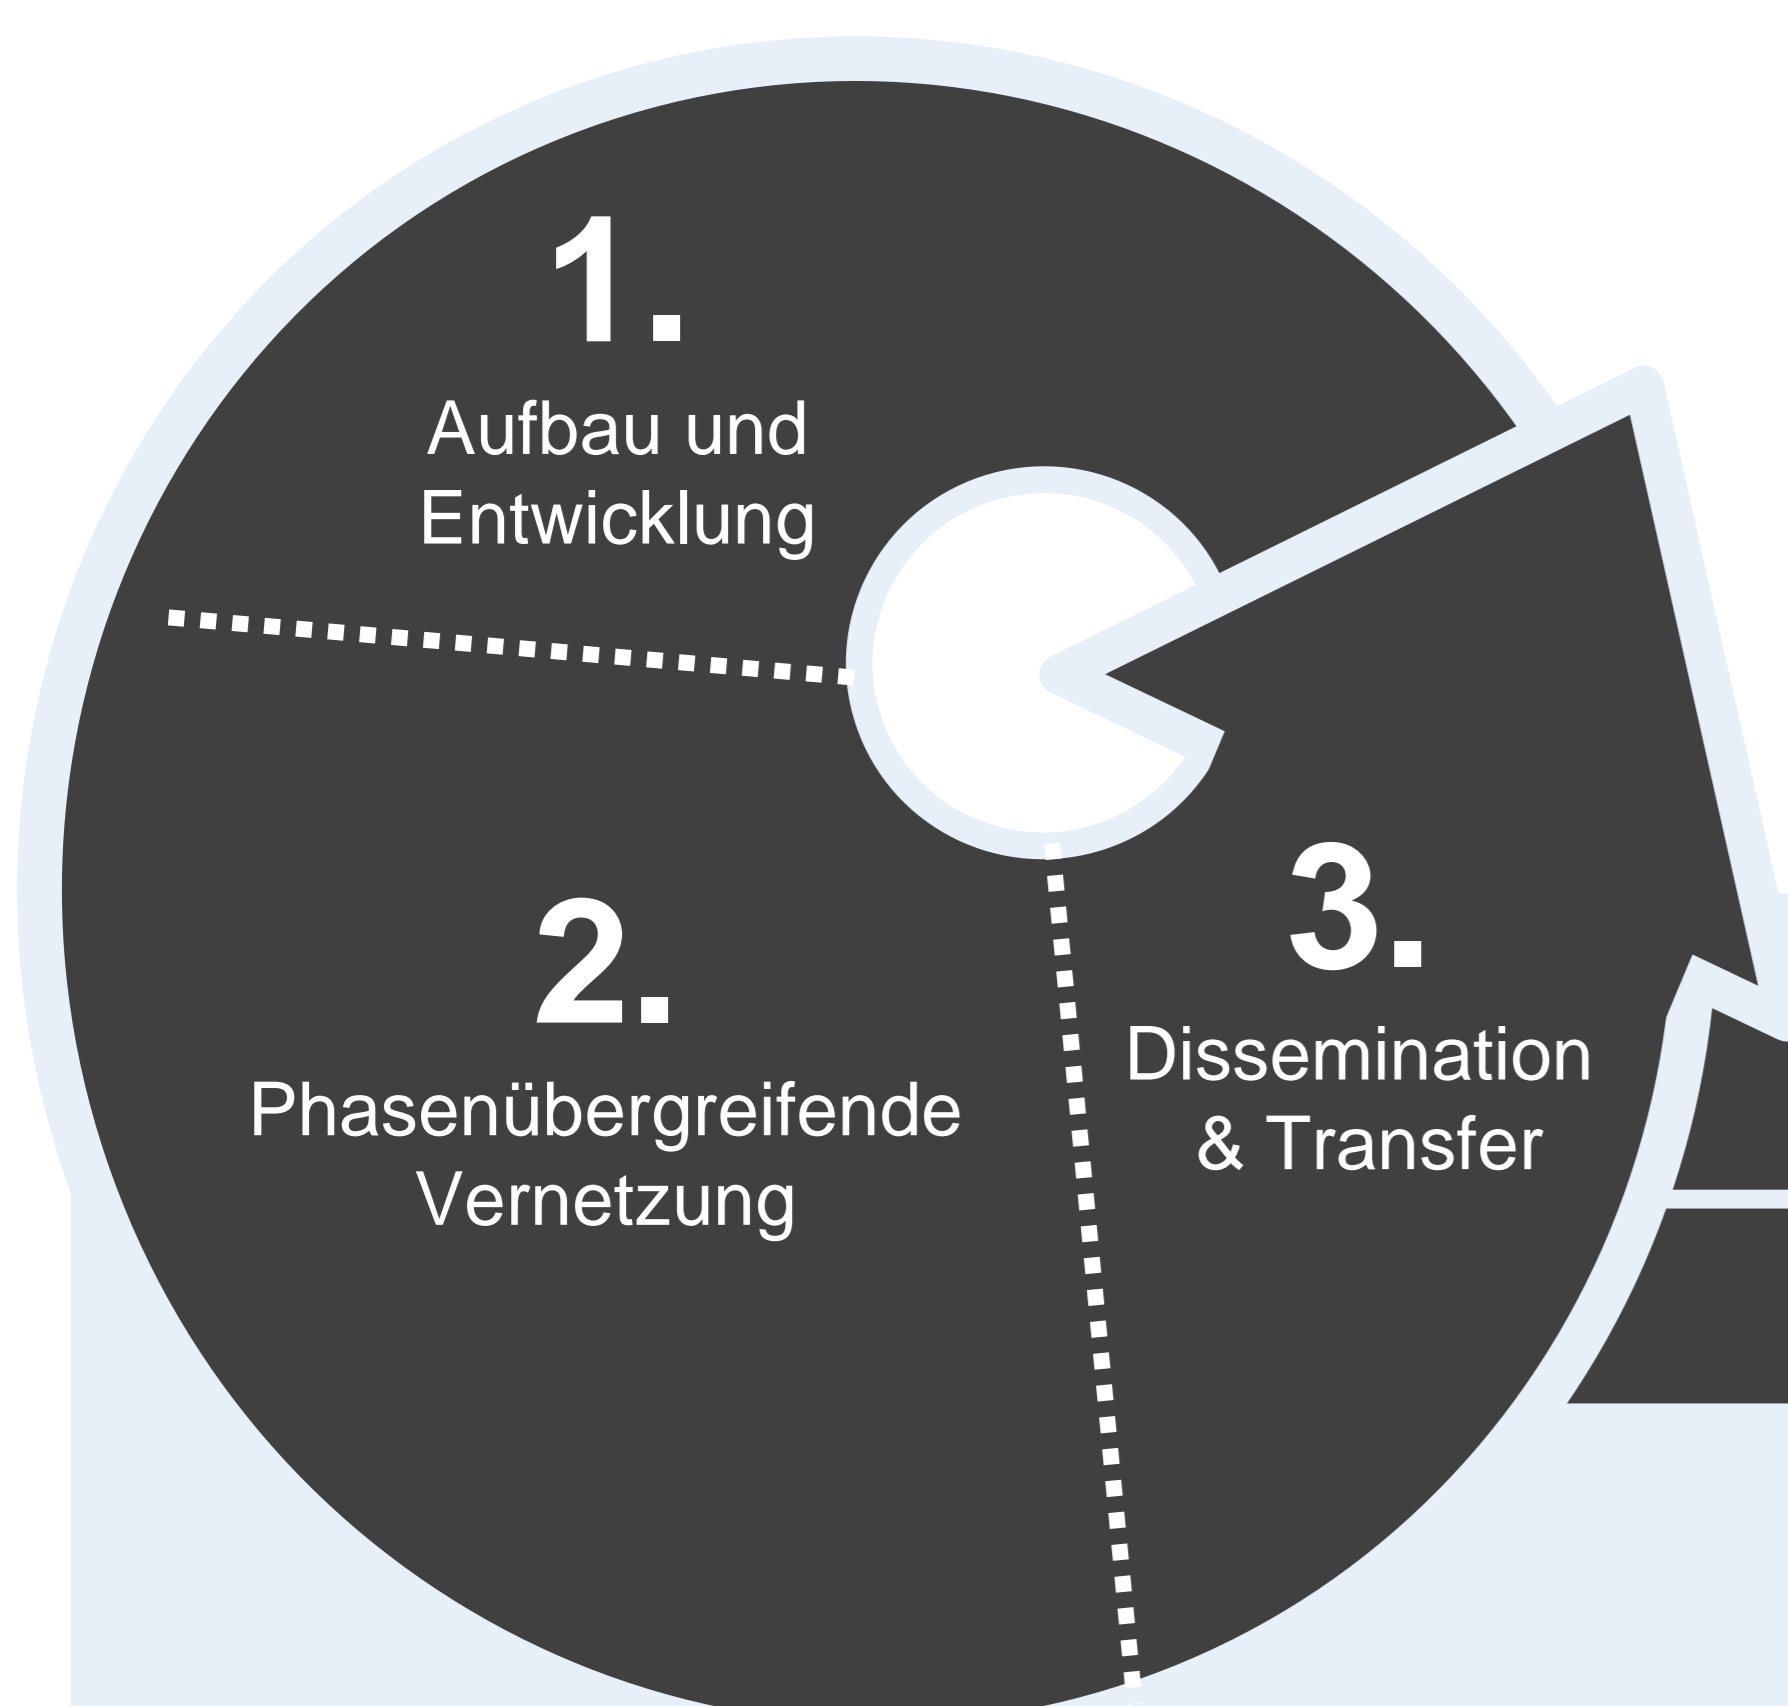 1.
Aufbau und
Entwicklung
2.
Phasenübergreifende
Vernetzung
3.
Dissemination
& Transfer